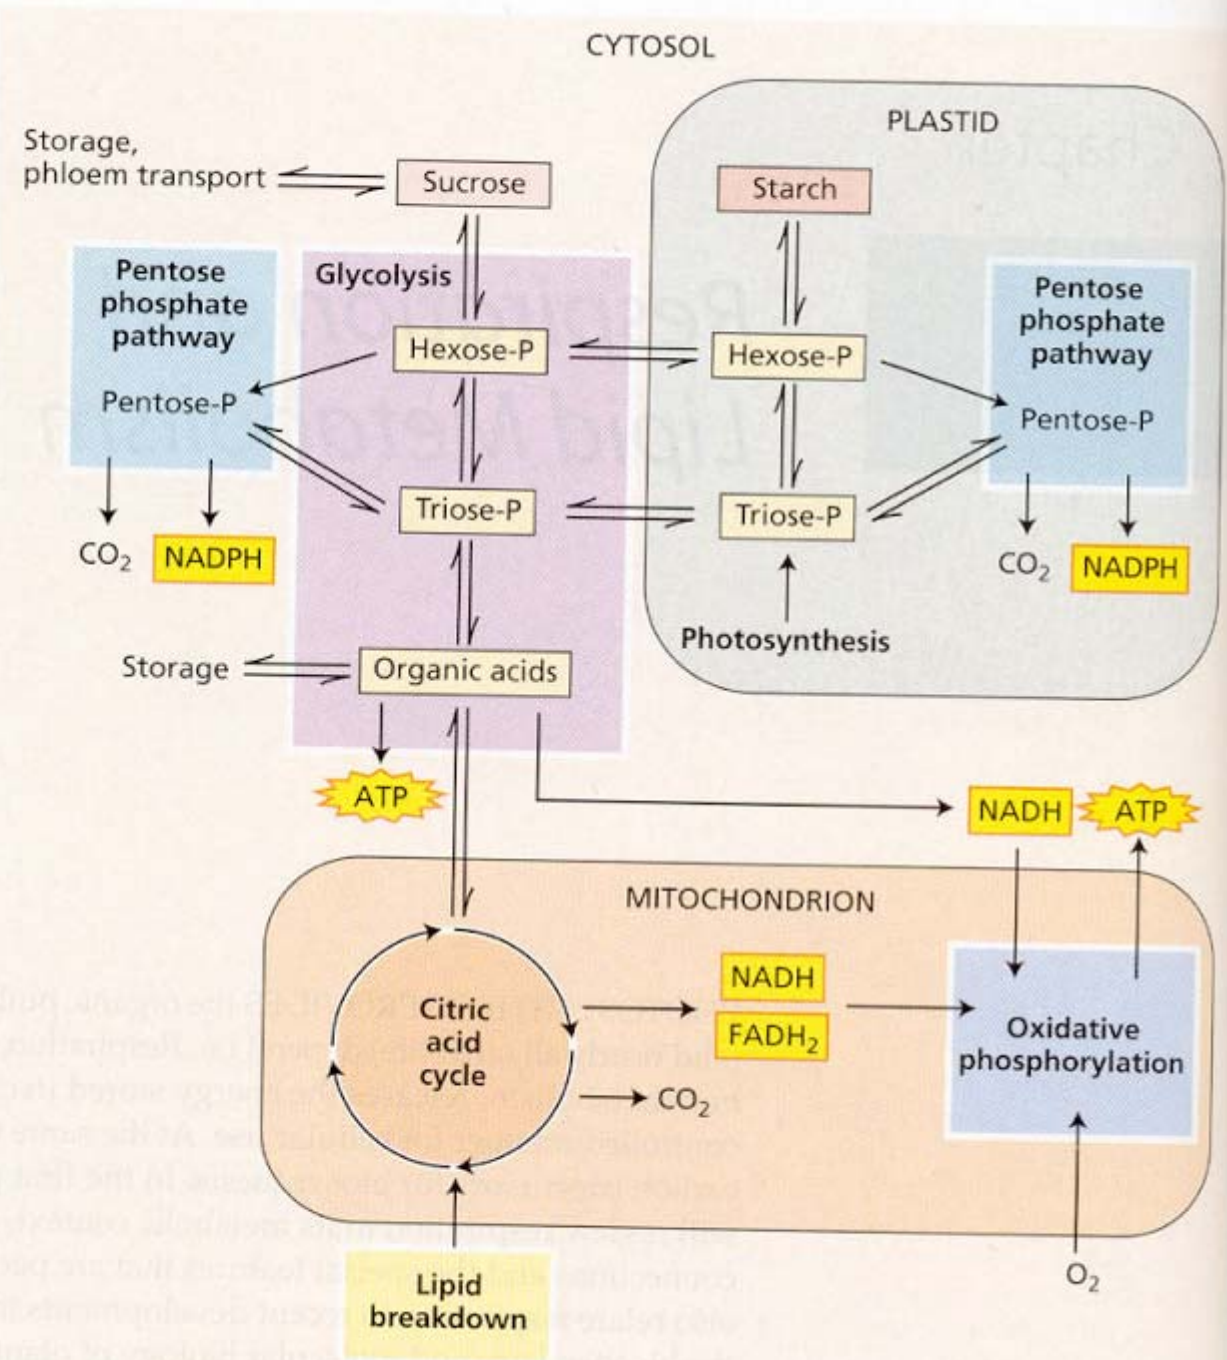 CYTOSOL
PLASTID
Storage,
phloem transport
Sucrose
Starch
Pentose
phosphate
pathway
Glycolysis
Pentose
phosphate
pathway
Hexose-P
Hexose-P
Pentose-P
Pentose-P
Triose-P
Triose-P
CO₂
NADPH
CO₂
NADPH
Photosynthesis
Storage
Organic acids
ATP
NADH
ATP
MITOCHONDRION
Citric
acid
cycle
NADH
FADH₂
CO₂
Oxidative
phosphorylation
Lipid
breakdown
O₂